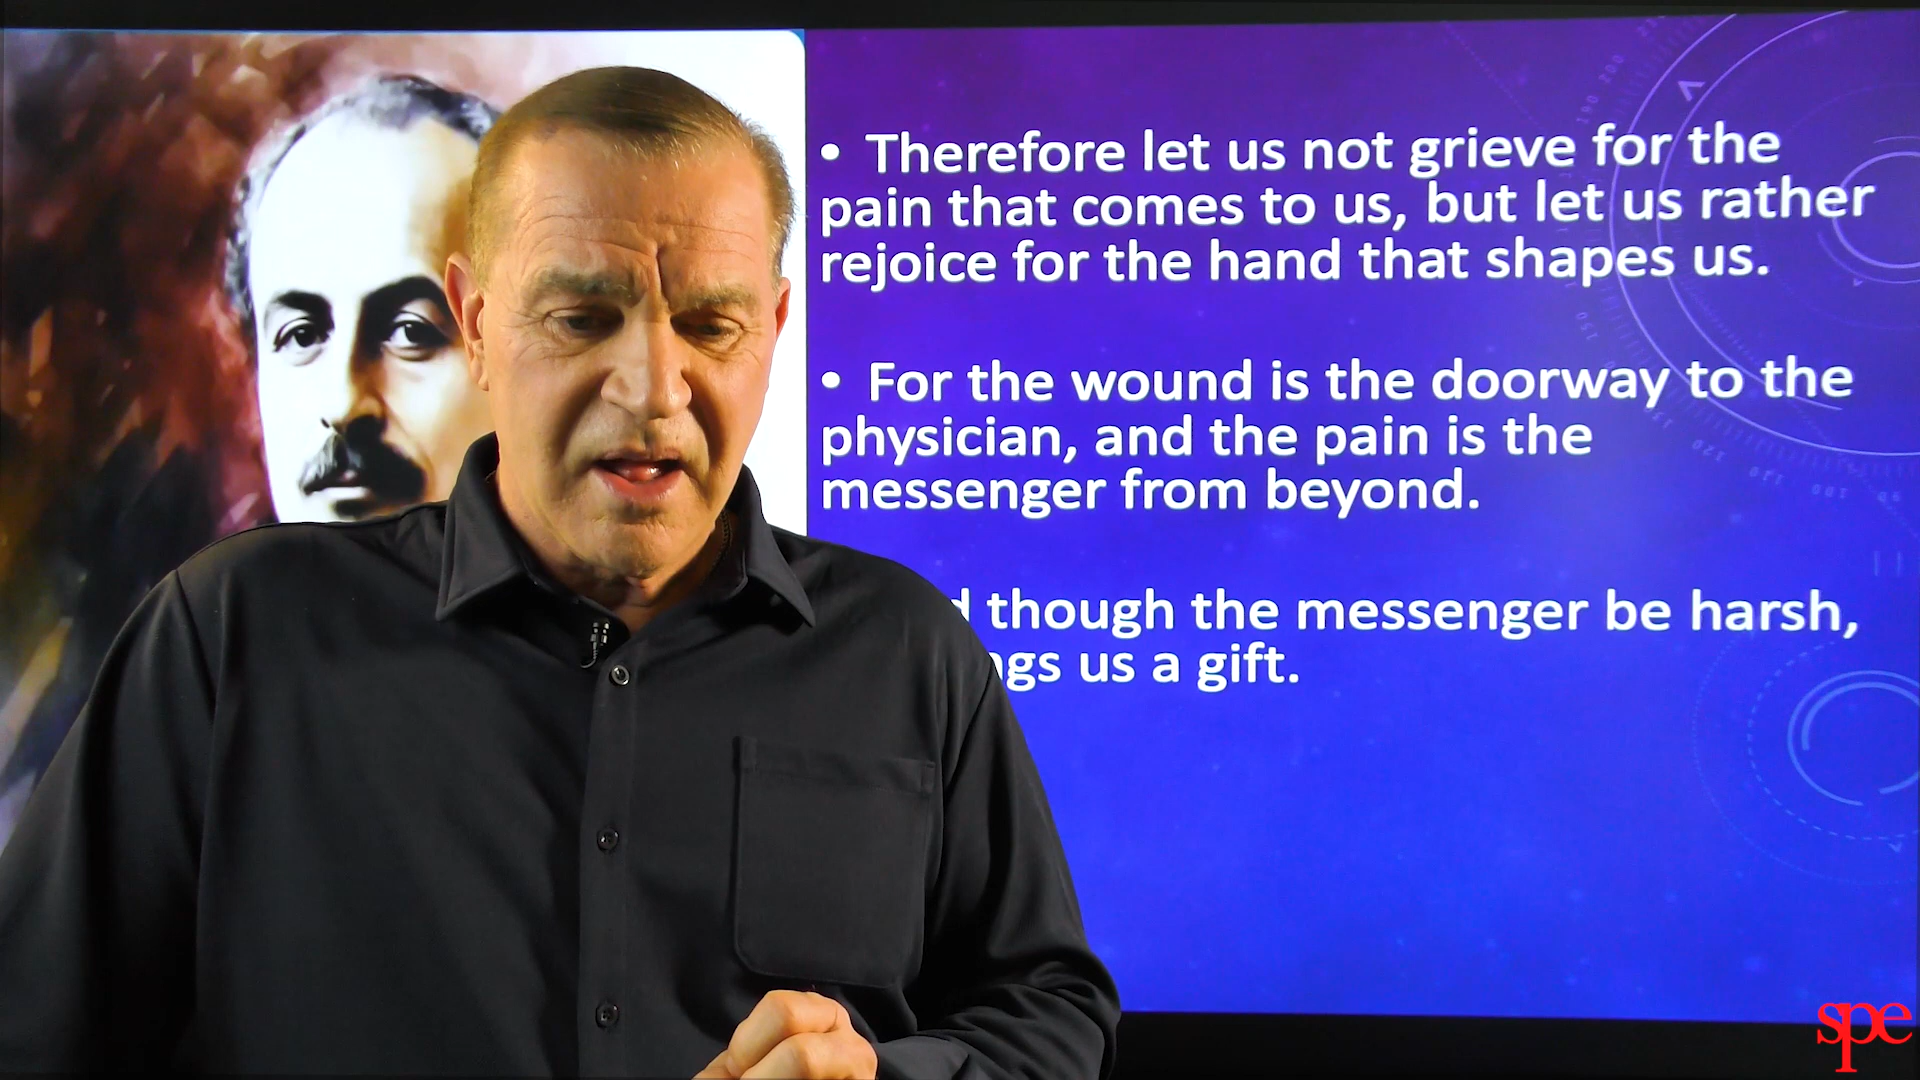 • Therefore let us not grieve for the
pain that comes to us, but let us rather
rejoice for the hand that shapes us.
• For the wound is the doorway to the
physician, and the pain is the
messenger from beyond.
though the messenger be harsh,
us a gift.
spe